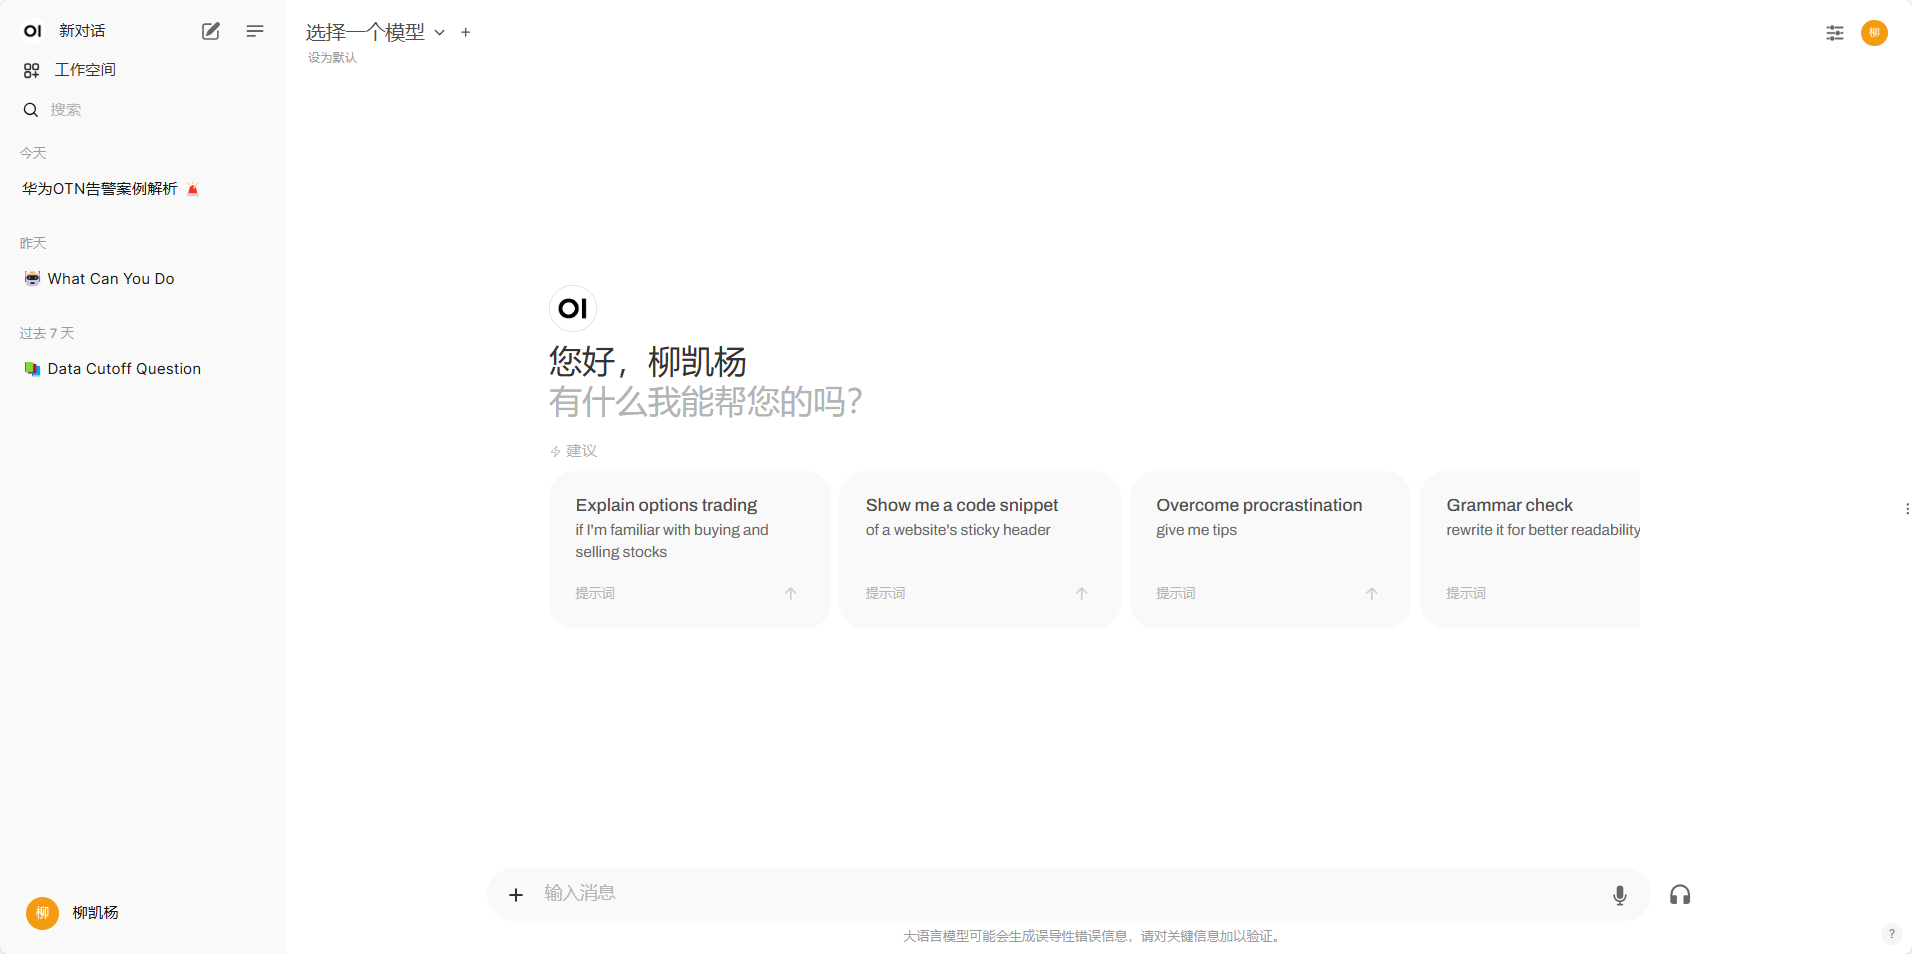 OI 新对话
工作空间
搜索
今天
华为OTN告警案例解析 🚨
昨天
🤖 What Can You Do
过去 7 天
📚 Data Cutoff Question
柳 柳凯杨
选择一个模型
设为默认
柳
OI
您好，柳凯杨
有什么我能帮您的吗？
建议
Explain options trading
if I'm familiar with buying and
selling stocks
提示词
Show me a code snippet
of a website's sticky header
提示词
Overcome procrastination
give me tips
提示词
Grammar check
rewrite it for better readability
提示词
输入消息
大语言模型可能会生成误导性错误信息，请对关键信息加以验证。
?